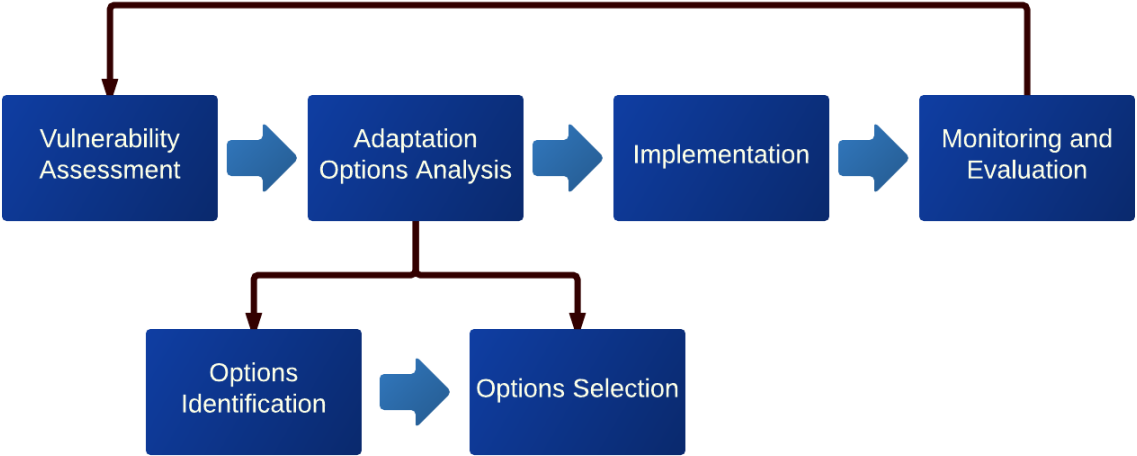 Vulnerability
Assessment
Adaptation
Options Analysis
Implementation
Monitoring and
Evaluation
Options
Identification
Options Selection